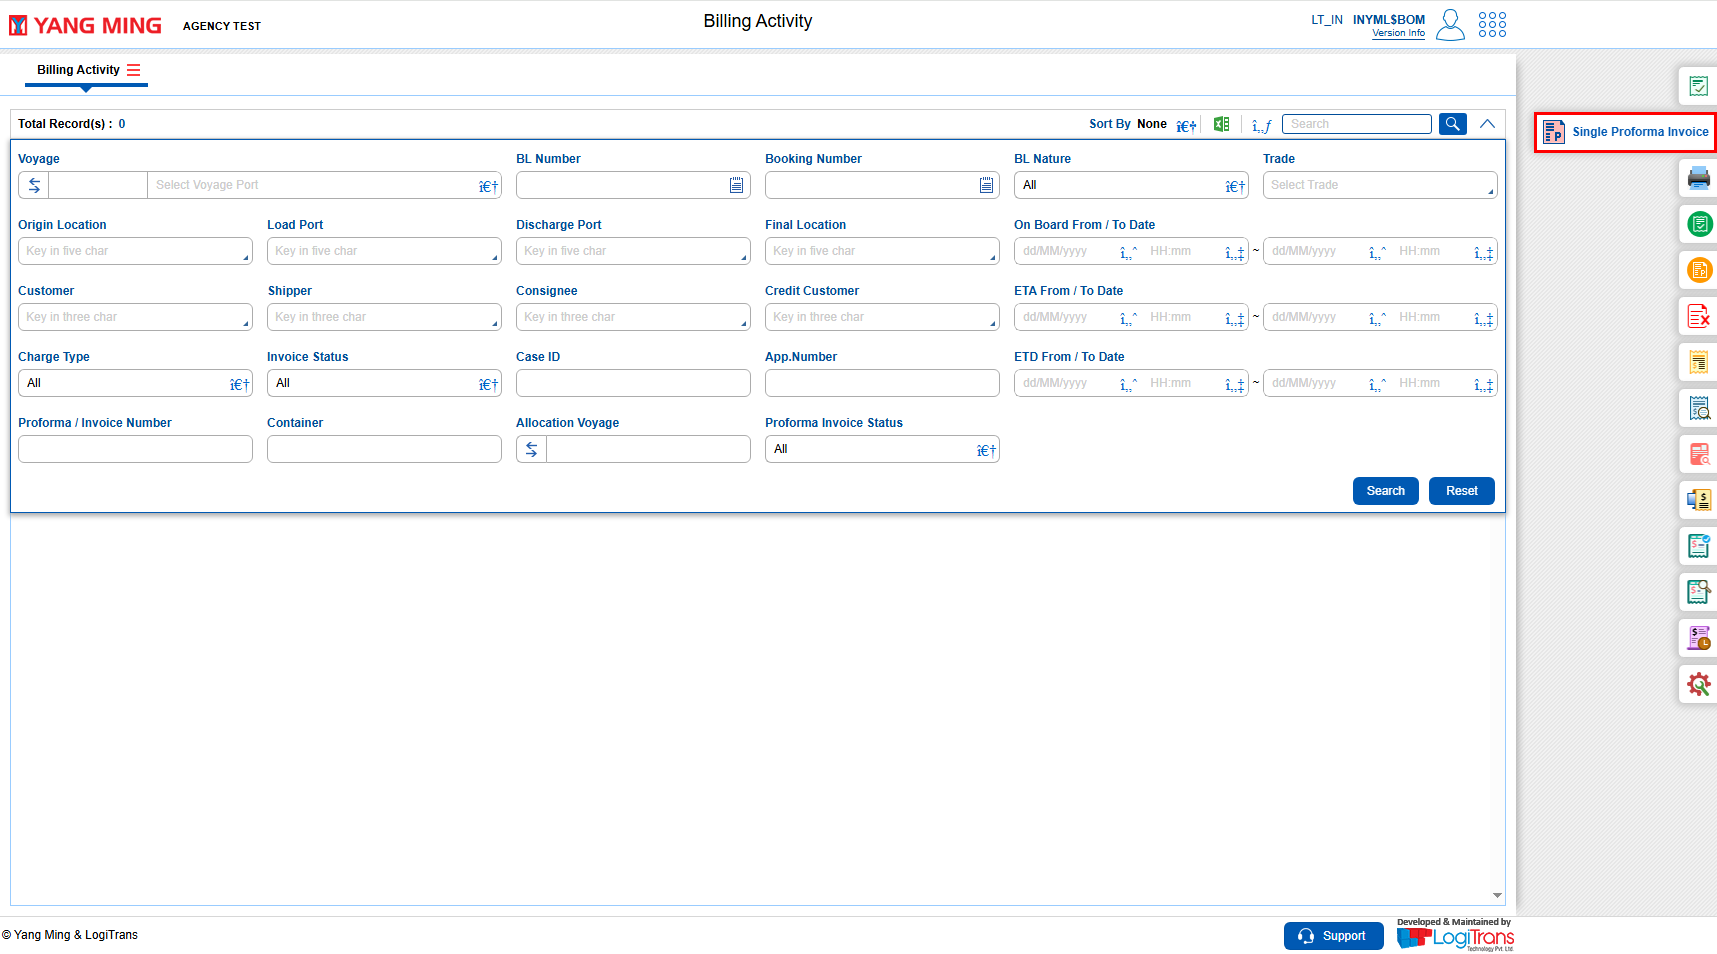 YANG MING AGENCY TEST
Billing Activity
LT_IN INYML$BOM
Version Info
Billing Activity
Total Record(s) : 0
Sort By None î€† î„ƒ Search
Single Proforma Invoice
Voyage BL Number Booking Number BL Nature Trade
Select Voyage Port î€† All î€† Select Trade
Origin Location Load Port Discharge Port Final Location On Board From / To Date
Key in five char Key in five char Key in five char Key in five char dd/MM/yyyy î„ˆ HH:mm î„‡ ~ dd/MM/yyyy î„ˆ HH:mm î„‡
Customer Shipper Consignee Credit Customer ETA From / To Date
Key in three char Key in three char Key in three char Key in three char dd/MM/yyyy î„ˆ HH:mm î„‡ ~ dd/MM/yyyy î„ˆ HH:mm î„‡
Charge Type Invoice Status Case ID App.Number ETD From / To Date
All î€† All î€† dd/MM/yyyy î„ˆ HH:mm î„‡ ~ dd/MM/yyyy î„ˆ HH:mm î„‡
Proforma / Invoice Number Container Allocation Voyage Proforma Invoice Status
All î€†
Search Reset
© Yang Ming & LogiTrans
Support
Developed & Maintained by
LogiTrans
Technology Pvt. Ltd